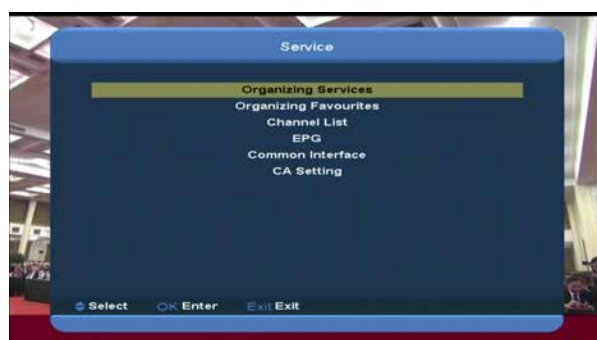 Service
Organizing Services
Organizing Favourites
Channel List
EPG
Common Interface
CA Setting
Select OK Enter Exit Exit